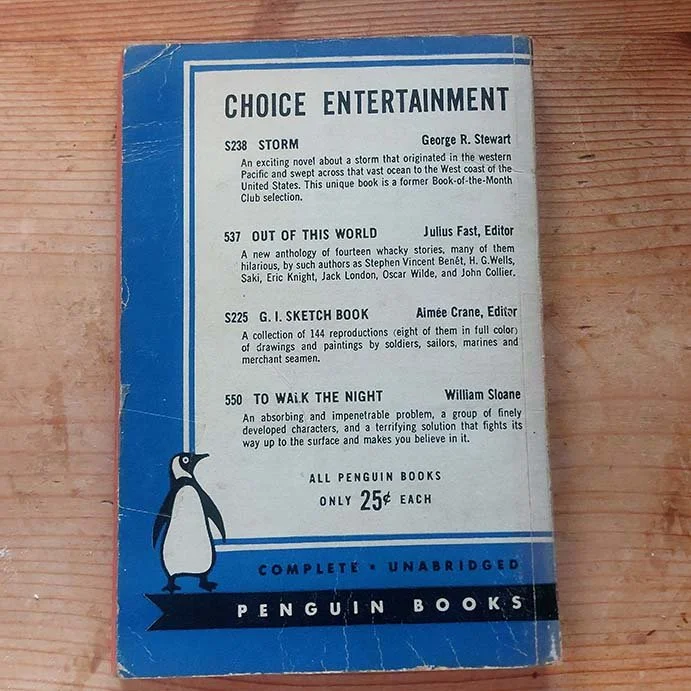 CHOICE ENTERTAINMENT
S238 STORM George R. Stewart
An exciting novel about a storm that originated in the western
Pacific and swept across that vast ocean to the West coast of the
United States. This unique book is a former Book-of-the-Month
Club selection.
537 OUT OF THIS WORLD Julius Fast, Editor
A new anthology of fourteen whacky stories, many of them
hilarious, by such authors as Stephen Vincent Benét, H. G. Wells,
Saki, Eric Knight, Jack London, Oscar Wilde, and John Collier.
S225 G. I. SKETCH BOOK Aimée Crane, Editor
A collection of 144 reproductions (eight of them in full color)
of drawings and paintings by soldiers, sailors, marines and
merchant seamen.
550 TO WALK THE NIGHT William Sloane
An absorbing and impenetrable problem, a group of finely
developed characters, and a terrifying solution that fights its
way up to the surface and makes you believe in it.
ALL PENGUIN BOOKS
ONLY 25¢ EACH
COMPLETE • UNABRIDGED
PENGUIN BOOKS